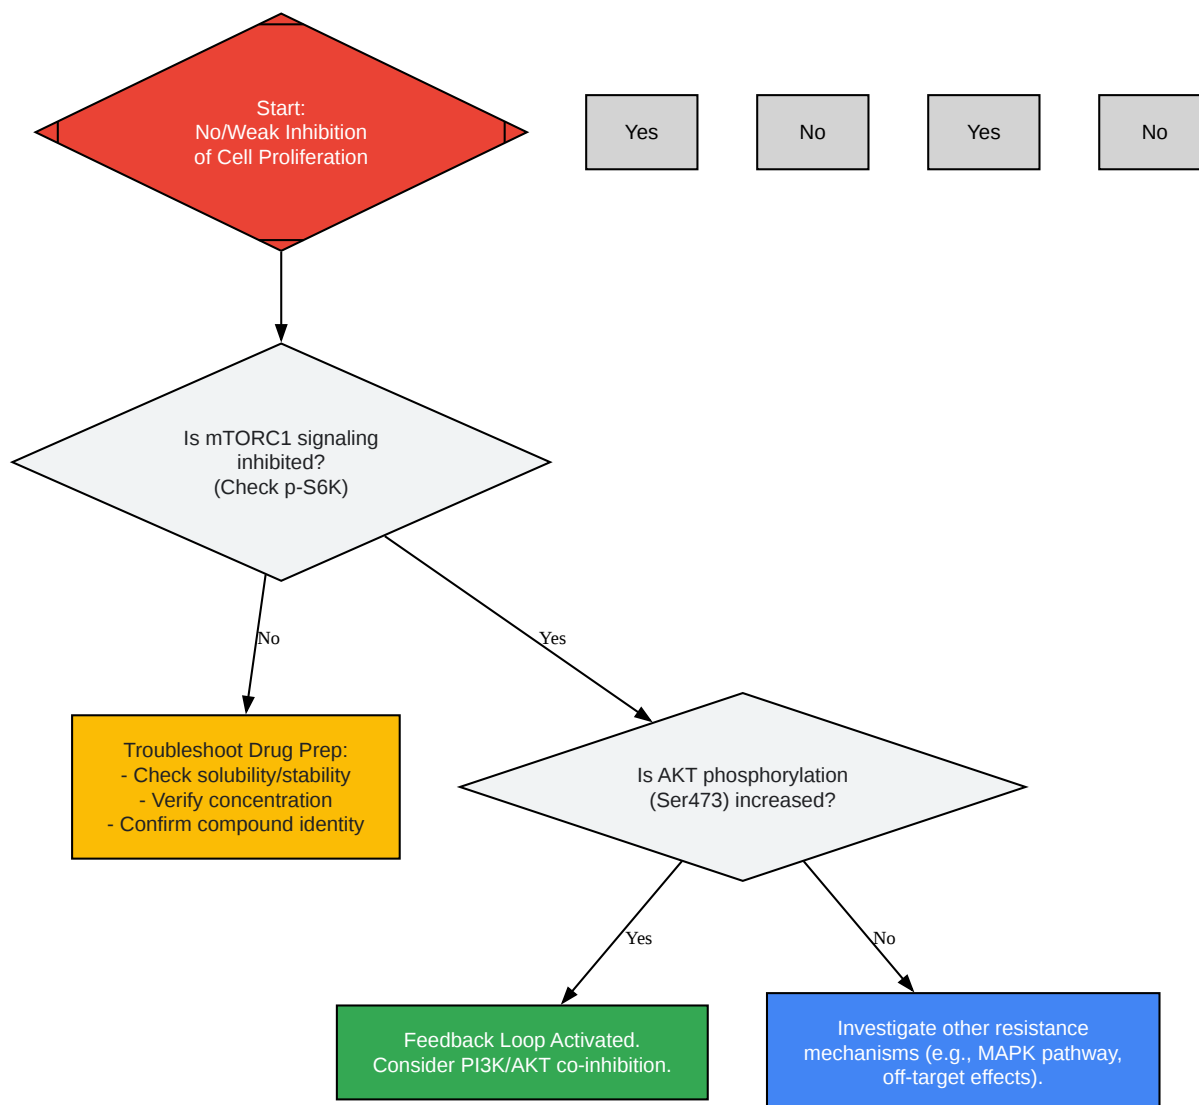 Start:
No/Weak Inhibition
of Cell Proliferation
Yes
No
Yes
No
Is mTORC1 signaling
inhibited?
(Check p-S6K)
No
Yes
Troubleshoot Drug Prep:
- Check solubility/stability
- Verify concentration
- Confirm compound identity
Is AKT phosphorylation
(Ser473) increased?
Yes
No
Feedback Loop Activated.
Consider PI3K/AKT co-inhibition.
Investigate other resistance
mechanisms (e.g., MAPK pathway,
off-target effects).